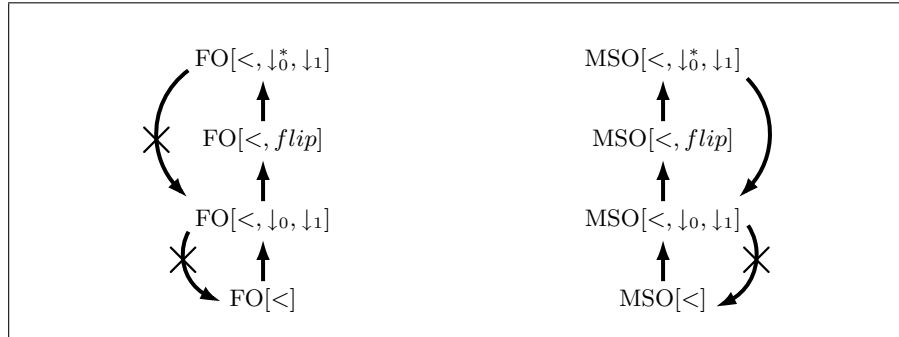 FO[<, ↓₀*, ↓₁] MSO[<, ↓₀*, ↓₁]
FO[<, flip] MSO[<, flip]
FO[<, ↓₀, ↓₁] MSO[<, ↓₀, ↓₁]
FO[<] MSO[<]